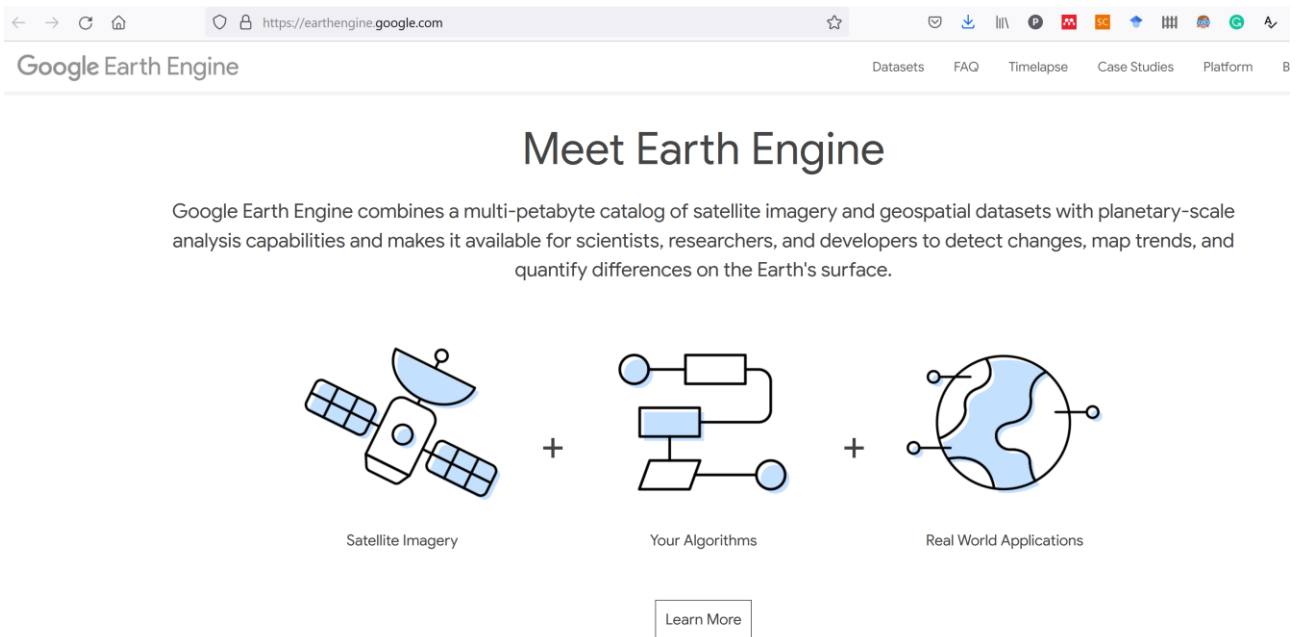 https://earthengine.google.com
Google Earth Engine
Datasets FAQ Timelapse Case Studies Platform B
Meet Earth Engine
Google Earth Engine combines a multi-petabyte catalog of satellite imagery and geospatial datasets with planetary-scale
analysis capabilities and makes it available for scientists, researchers, and developers to detect changes, map trends, and
quantify differences on the Earth's surface.
+ +
Satellite Imagery Your Algorithms Real World Applications
Learn More